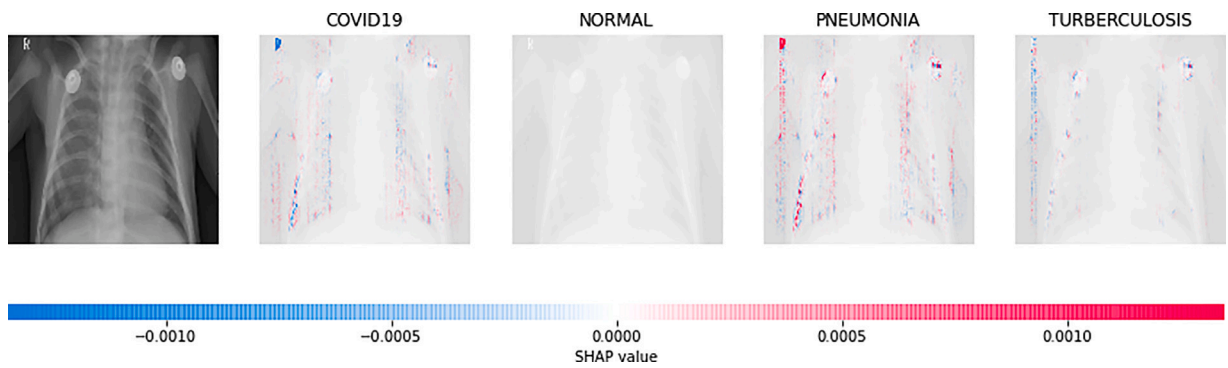 COVID19 NORMAL PNEUMONIA TURBERCULOSIS
R R
−0.0010 −0.0005 0.0000 0.0005 0.0010
SHAP value